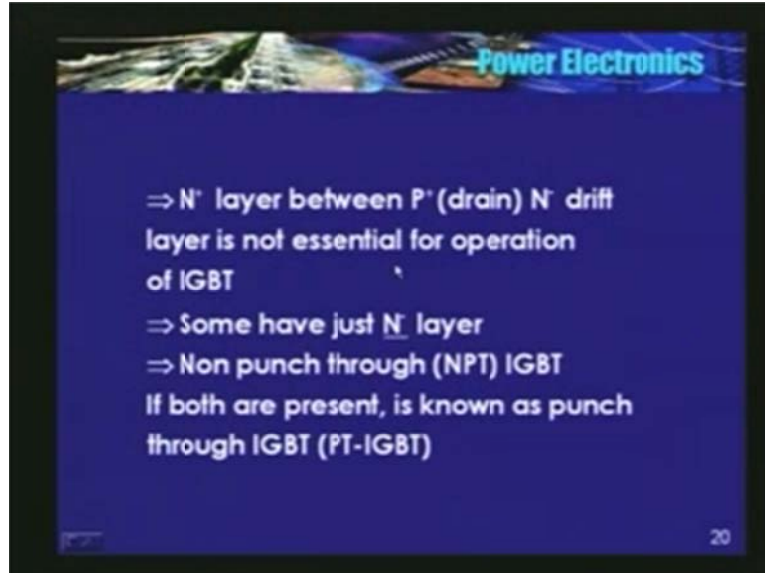 Power Electronics
⇒ N⁺ layer between P⁺ (drain) N⁻ drift
layer is not essential for operation
of IGBT
⇒ Some have just N⁻ layer
⇒ Non punch through (NPT) IGBT
If both are present, is known as punch
through IGBT (PT-IGBT)
20